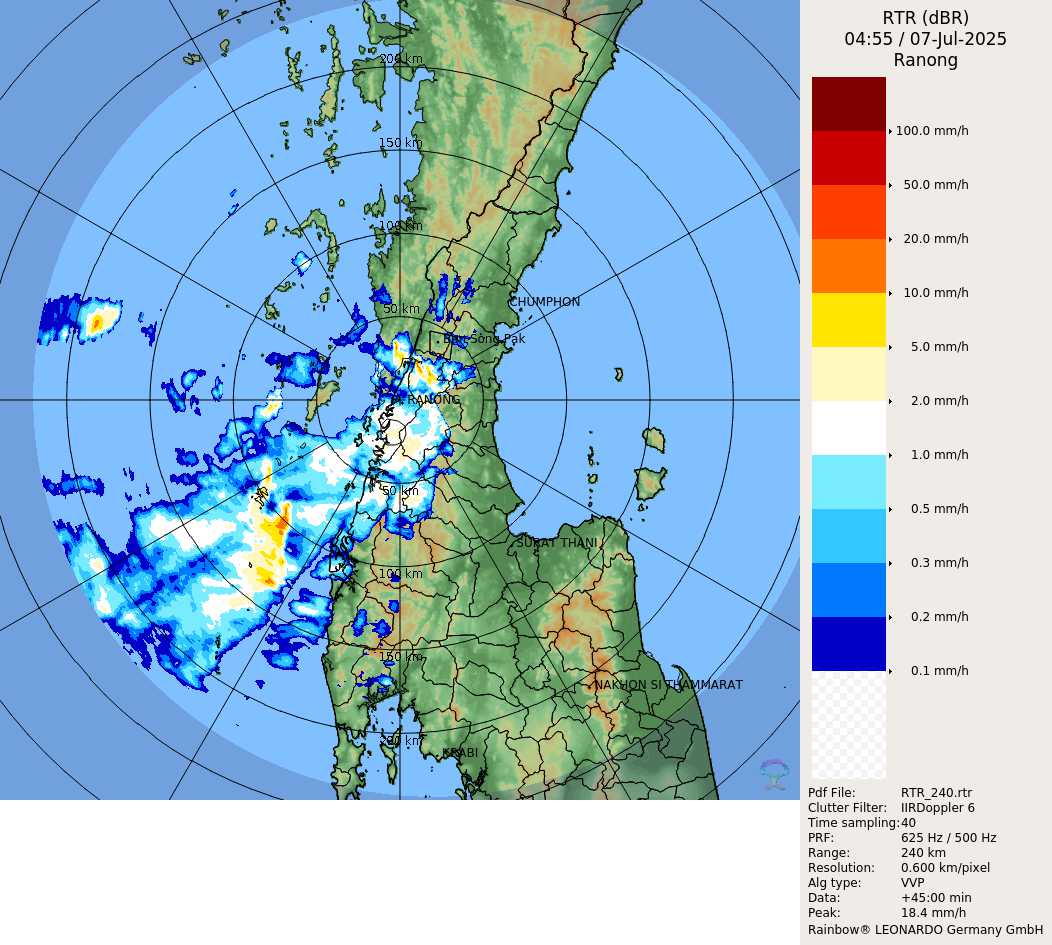 RTR (dBR)
04:55 / 07-Jul-2025
Ranong
100.0 mm/h
50.0 mm/h
20.0 mm/h
10.0 mm/h
5.0 mm/h
2.0 mm/h
1.0 mm/h
0.5 mm/h
0.3 mm/h
0.2 mm/h
0.1 mm/h
200 km
150 km
100 km
50 km
CHUMPHON
RANONG
50 km
SURAT THANI
100 km
150 km
NAKHON SI THAMMARAT
200 km
KRABI
Pdf File: RTR_240.rtr
Clutter Filter: IIRDoppler 6
Time sampling: 40
PRF: 625 Hz / 500 Hz
Range: 240 km
Resolution: 0.600 km/pixel
Alg type: VVP
Data: +45:00 min
Peak: 18.4 mm/h
Rainbow® LEONARDO Germany GmbH